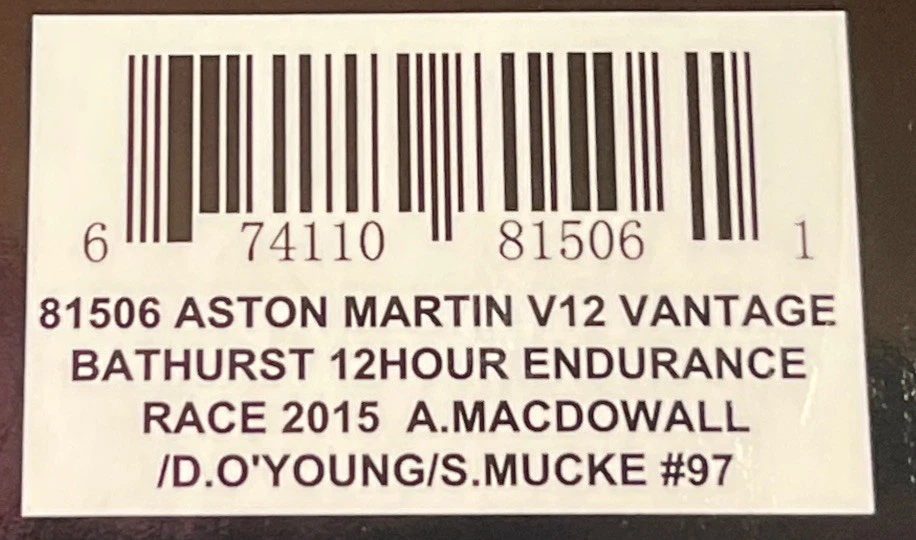 6 74110 81506 1
81506 ASTON MARTIN V12 VANTAGE
BATHURST 12HOUR ENDURANCE
RACE 2015 A.MACDOWALL
/D.O'YOUNG/S.MUCKE #97